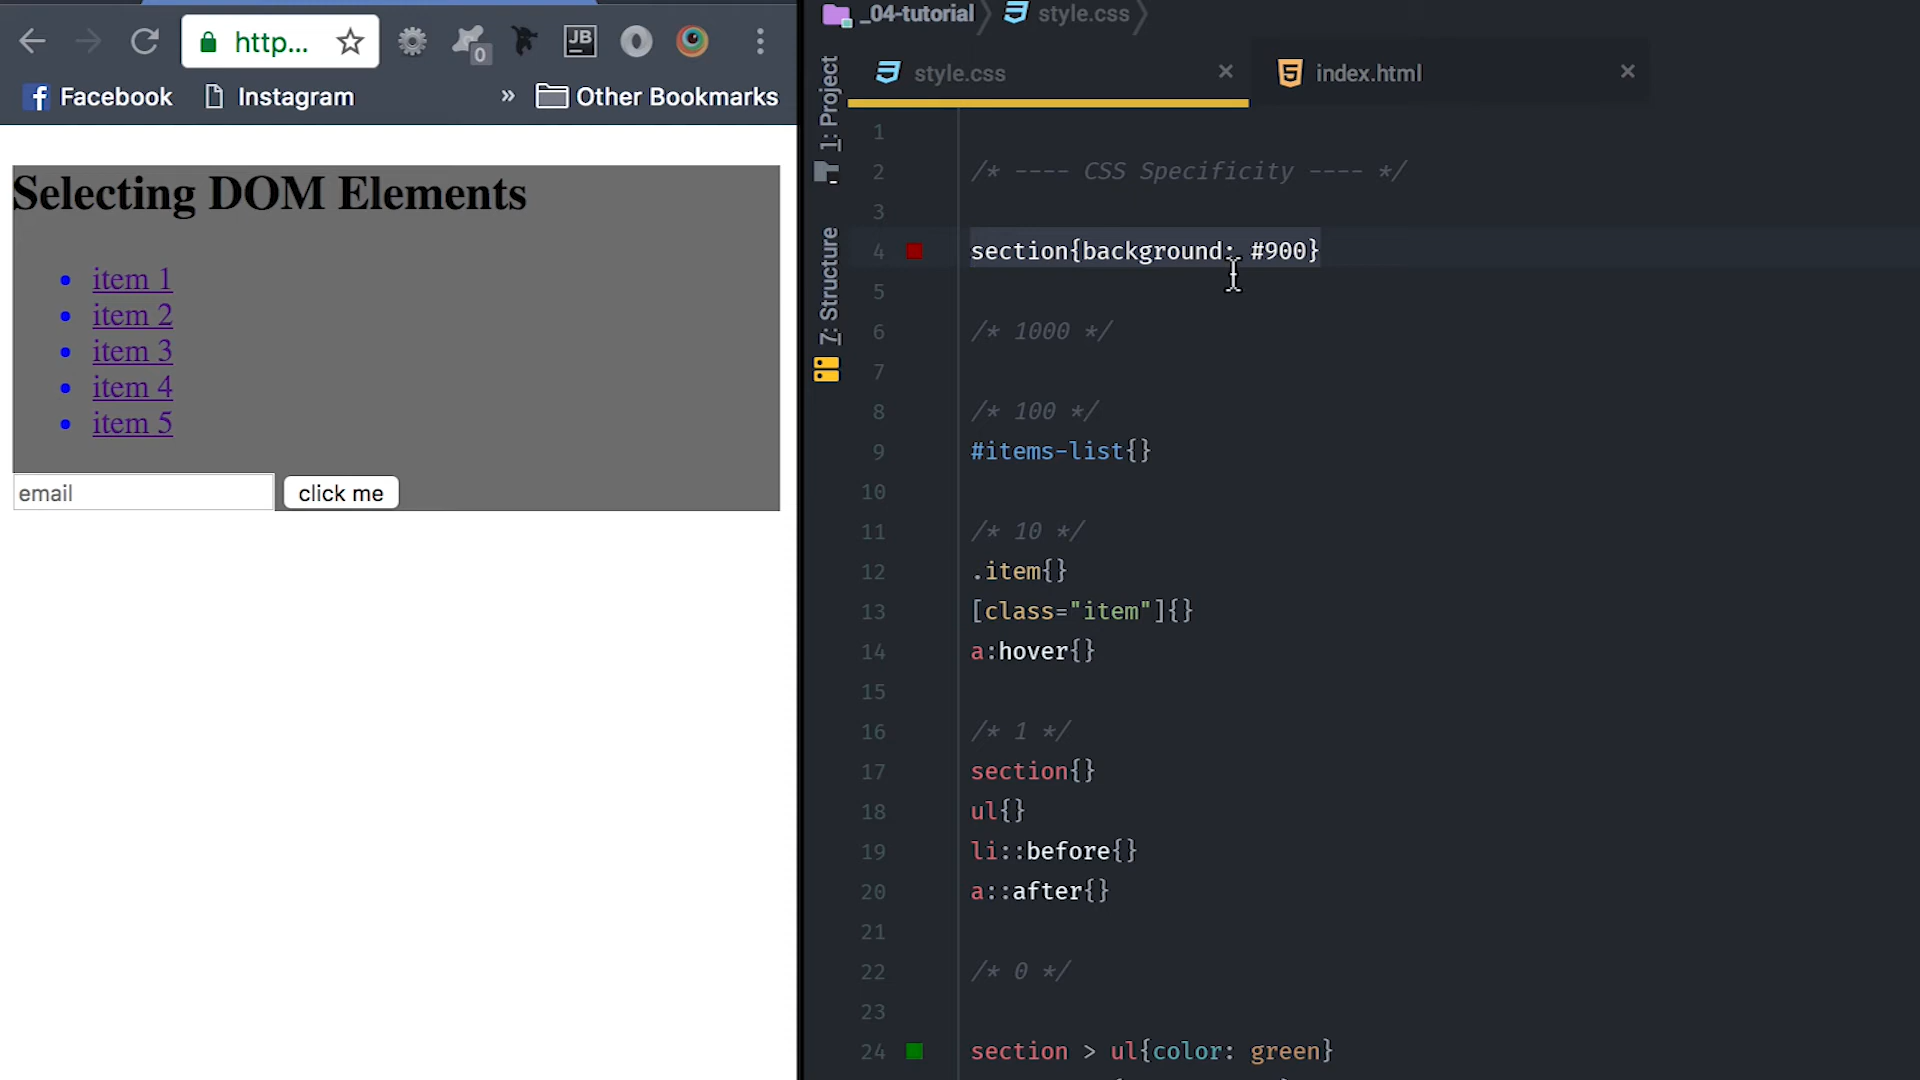 http...
0
JB
Facebook
Instagram
»
Other Bookmarks
Selecting DOM Elements
item 1
item 2
item 3
item 4
item 5
email
click me
_04-tutorial
style.css
style.css
index.html
1: Project
7: Structure
1
2 /* ---- CSS Specificity ---- */
3
4 section{background: #900}
5
6 /* 1000 */
7
8 /* 100 */
9 #items-list{}
10
11 /* 10 */
12 .item{}
13 [class="item"]{}
14 a:hover{}
15
16 /* 1 */
17 section{}
18 ul{}
19 li::before{}
20 a::after{}
21
22 /* 0 */
23
24 section > ul{color: green}